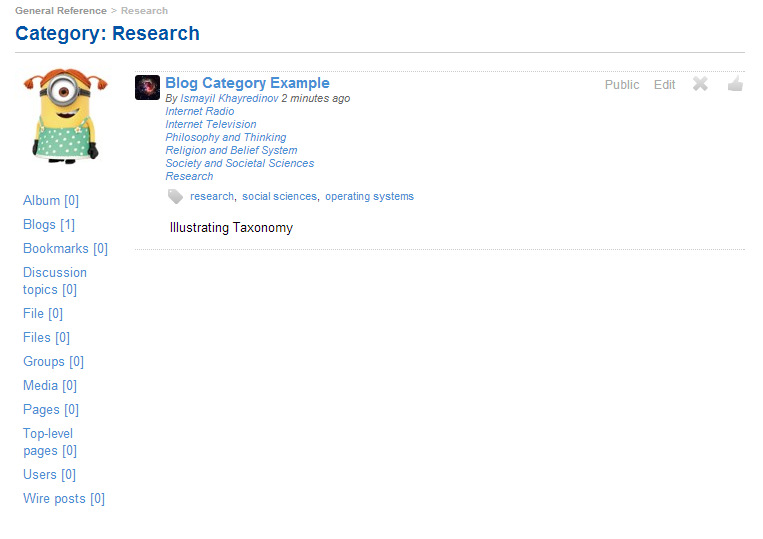 General Reference > Research
Category: Research
Blog Category Example
Public Edit
By Ismayil Khayredinov 2 minutes ago
Internet Radio
Internet Television
Philosophy and Thinking
Religion and Belief System
Society and Societal Sciences
Research
research, social sciences, operating systems
Illustrating Taxonomy
Album [0]
Blogs [1]
Bookmarks [0]
Discussion
topics [0]
File [0]
Files [0]
Groups [0]
Media [0]
Pages [0]
Top-level
pages [0]
Users [0]
Wire posts [0]